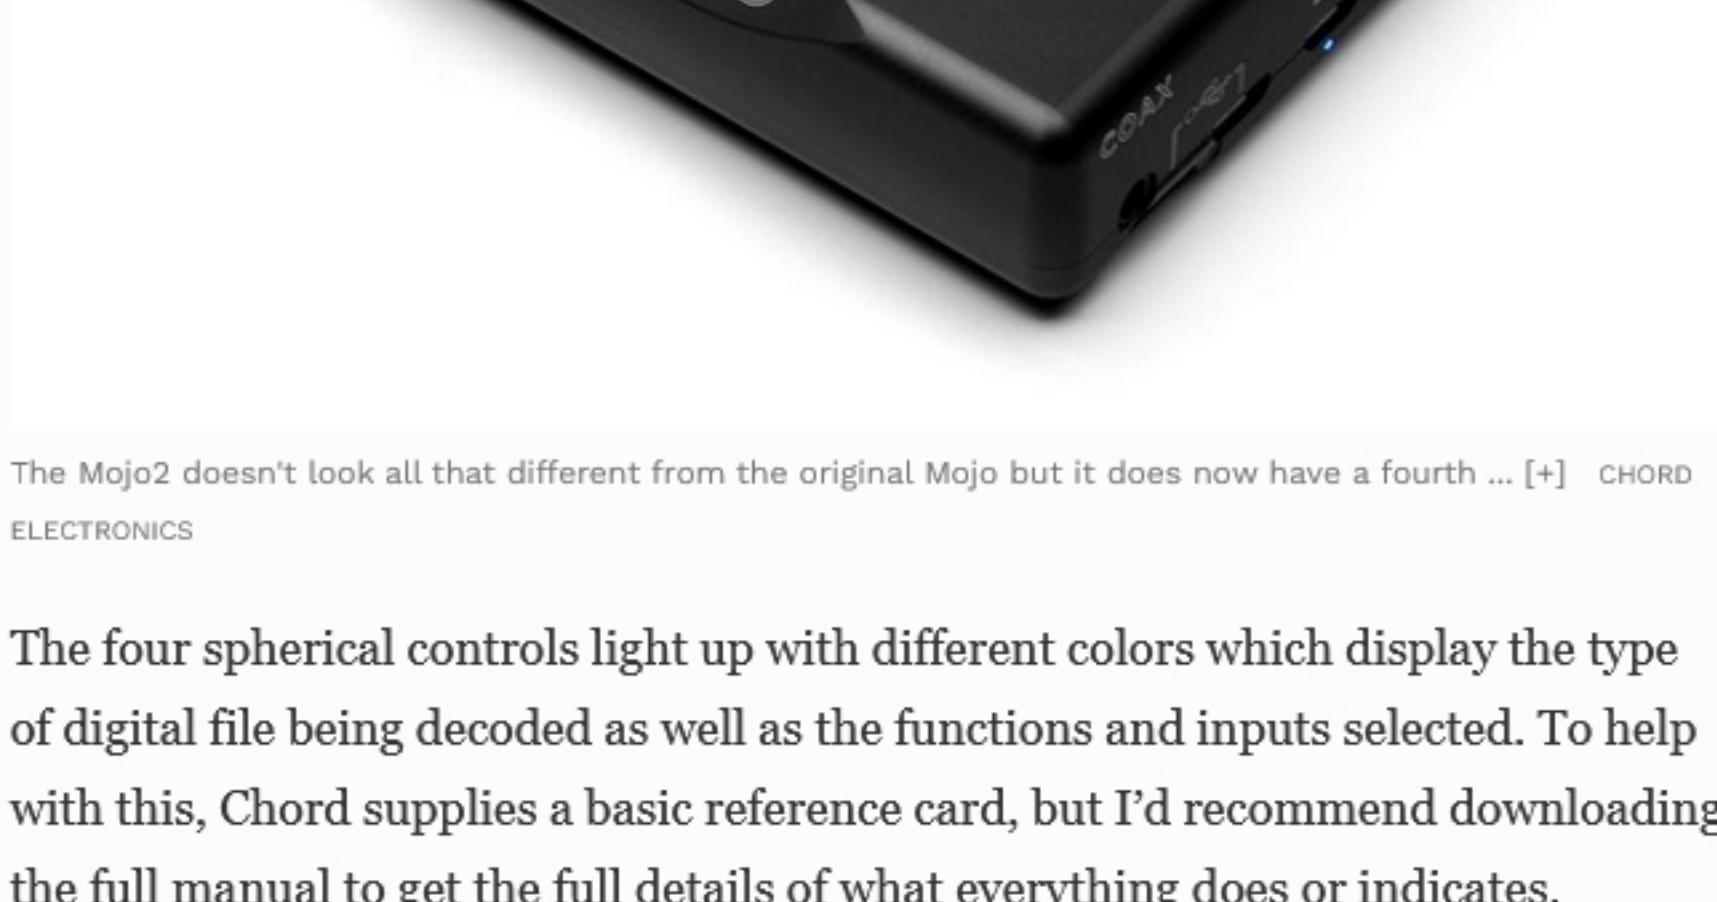 COAX
The Mojo2 doesn't look all that different from the original Mojo but it does now have a fourth ... [+] CHORD
ELECTRONICS
The four spherical controls light up with different colors which display the type
of digital file being decoded as well as the functions and inputs selected. To help
with this, Chord supplies a basic reference card, but I’d recommend downloading
the full manual to get the full details of what everything does or indicates.